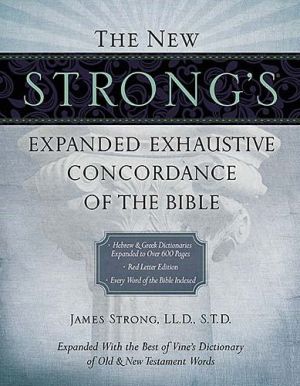 THE NEW
STRONG'S
EXPANDED EXHAUSTIVE
CONCORDANCE
OF THE BIBLE
• Hebrew & Greek Dictionaries
Expanded to Over 600 Pages
• Red Letter Edition
• Every Word of the Bible Indexed
JAMES STRONG, LL.D., S.T.D.
Expanded With the Best of Vine's Dictionary
of Old & New Testament Words